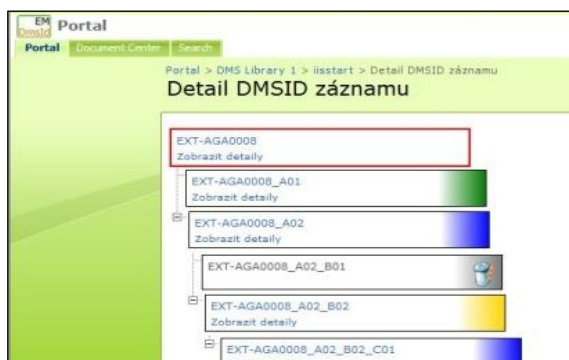 EM
DmsId
Portal
Portal Document Center Search
Portal > DMS Library 1 > iisstart > Detail DMSID záznamu
Detail DMSID záznamu
EXT-AGA0008
Zobrazit detaily
EXT-AGA0008_A01
Zobrazit detaily
EXT-AGA0008_A02
Zobrazit detaily
EXT-AGA0008_A02_B01
EXT-AGA0008_A02_B02
Zobrazit detaily
EXT-AGA0008_A02_B02_C01